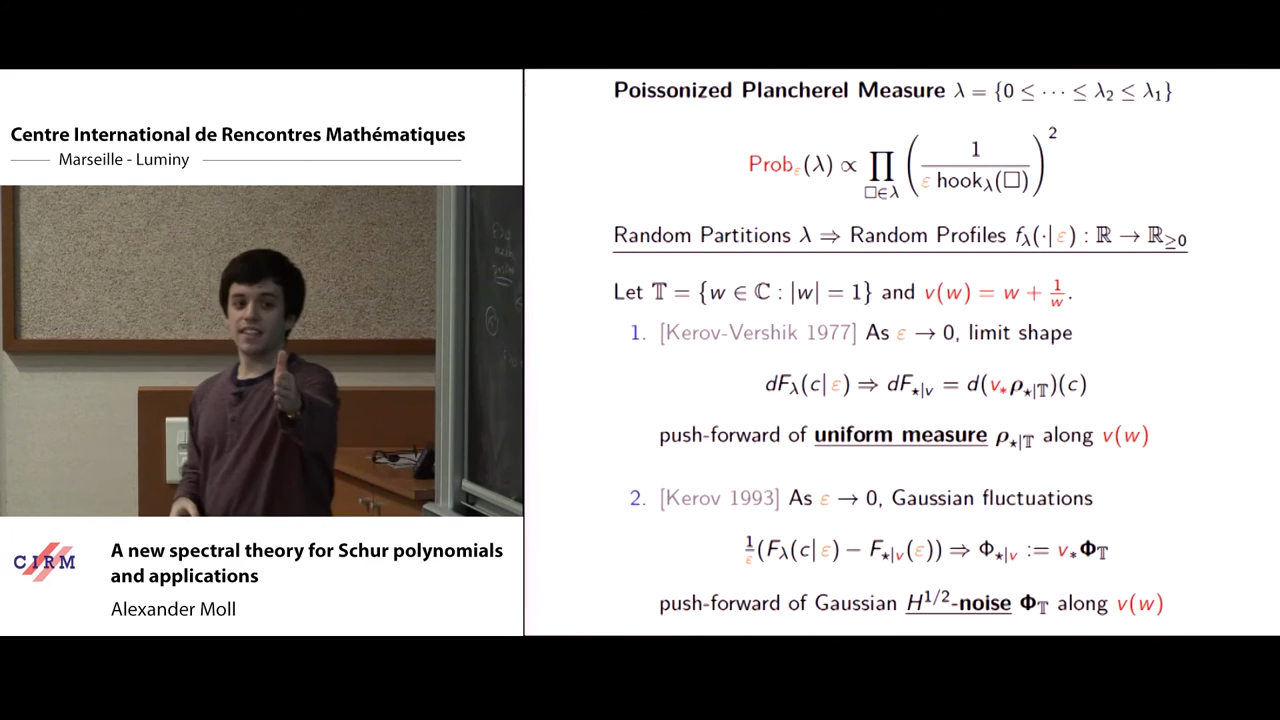 Centre International de Rencontres Mathématiques
Marseille - Luminy
CIRM
A new spectral theory for Schur polynomials
and applications
Alexander Moll
Poissonized Plancherel Measure λ = {0 ≤ ··· ≤ λ₂ ≤ λ₁}
Prob_ε(λ) ∝ ∏_{□∈λ} (1 / (ε hook_λ(□)))²
Random Partitions λ ⇒ Random Profiles f_λ(·|ε) : ℝ → ℝ_{≥0}
Let 𝕋 = {w ∈ ℂ : |w| = 1} and v(w) = w + 1/w.
1. [Kerov-Vershik 1977] As ε → 0, limit shape
dF_λ(c|ε) ⇒ dF_{⋆|v} = d(v_*ρ_{⋆|𝕋})(c)
push-forward of uniform measure ρ_{⋆|𝕋} along v(w)
2. [Kerov 1993] As ε → 0, Gaussian fluctuations
1/ε (F_λ(c|ε) − F_{⋆|v}(ε)) ⇒ Φ_{⋆|v} := v_*Φ_𝕋
push-forward of Gaussian H^{1/2}-noise Φ_𝕋 along v(w)